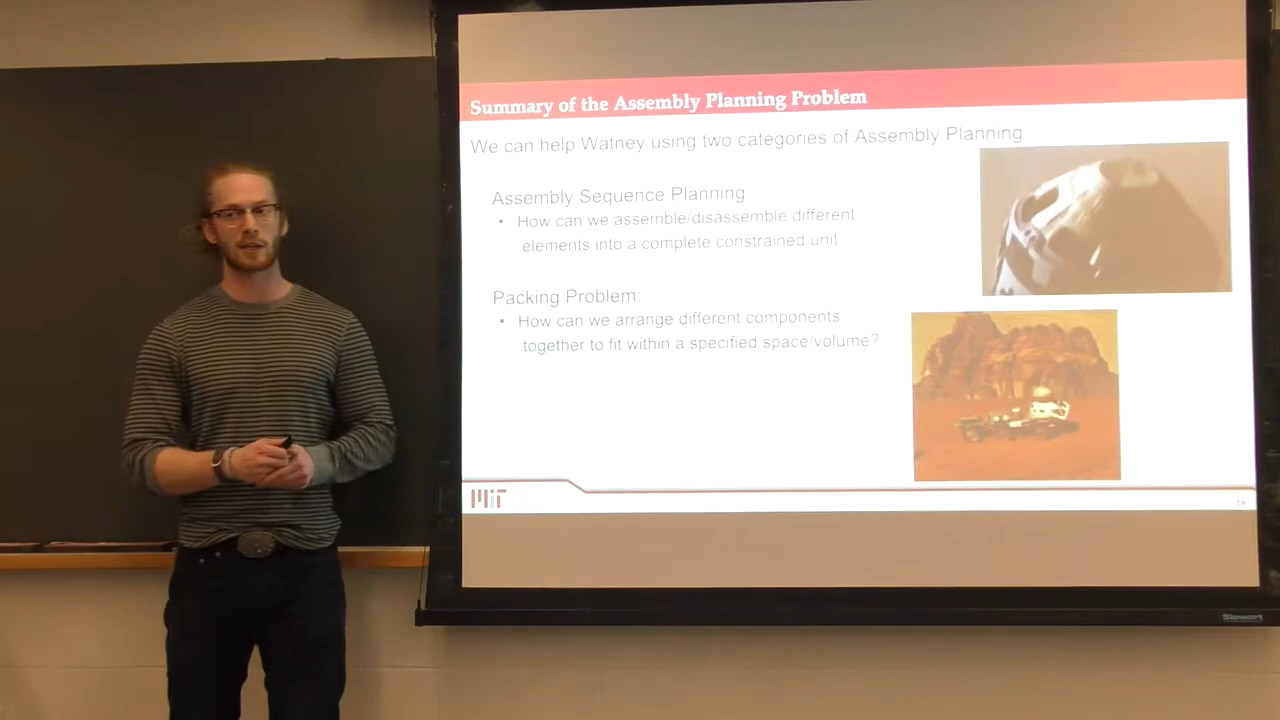 Summary of the Assembly Planning Problem
We can help Watney using two categories of Assembly Planning
Assembly Sequence Planning
• How can we assemble/disassemble different
elements into a complete constrained unit
Packing Problem:
• How can we arrange different components
together to fit within a specified space/volume?
MIT
16
Stewart